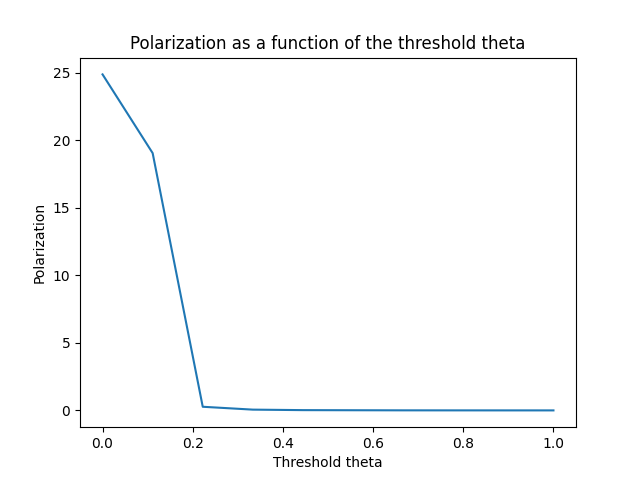 Polarization as a function of the threshold theta
25
20
15
10
5
0
Polarization
0.0 0.2 0.4 0.6 0.8 1.0
Threshold theta